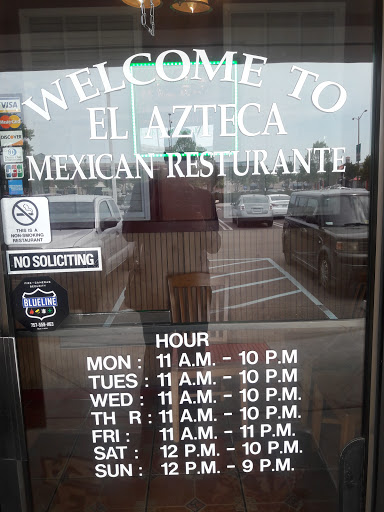 WELCOME TO
EL AZTECA
MEXICAN RESTURANTE
VISA
MasterCard
DISCOVER
THIS IS A
NON-SMOKING
RESTAURANT
NO SOLICITING
BLUELINE
HOUR
MON : 11 A.M. - 10 P.M
TUES : 11 A.M. - 10 P.M.
WED : 11 A.M. - 10 P.M.
TH R : 11 A.M. - 10 P.M.
FRI : 11 A.M. - 11 P.M.
SAT : 12 P.M. - 10 P.M.
SUN : 12 P.M. - 9 P.M.